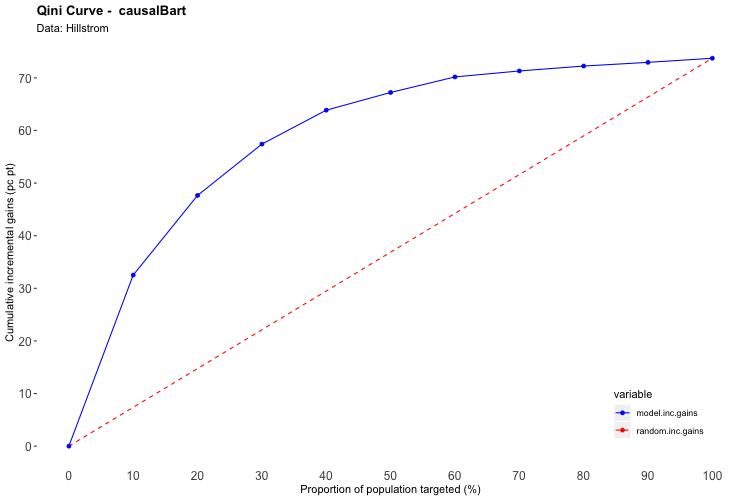 Qini Curve -  causalBart
Data: Hillstrom
Cumulative incremental gains (pc pt)
70
60
50
40
30
20
10
0
variable
model.inc.gains
random.inc.gains
0 10 20 30 40 50 60 70 80 90 100
Proportion of population targeted (%)